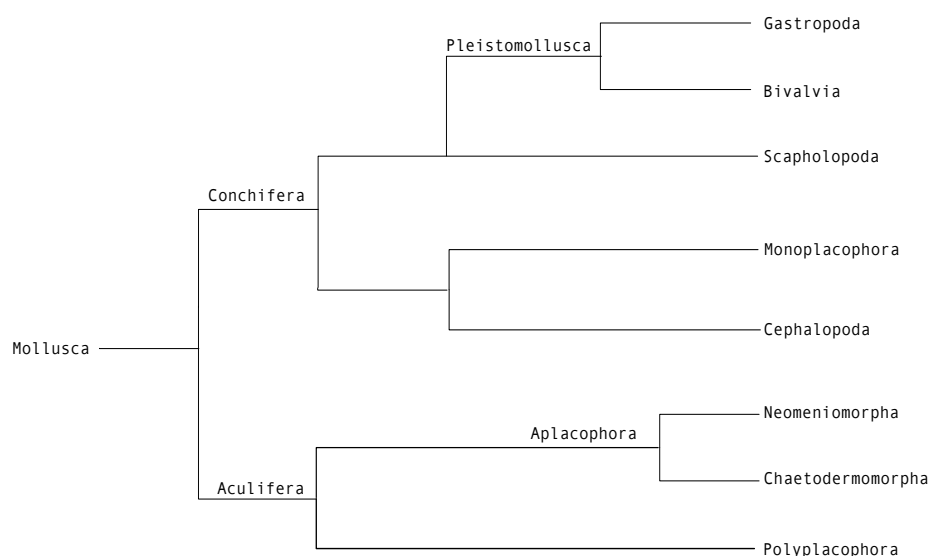 Gastropoda
Pleistomollusca
Bivalvia
Scapholopoda
Conchifera
Monoplacophora
Cephalopoda
Mollusca
Neomeniomorpha
Aplacophora
Chaetodermomorpha
Aculifera
Polyplacophora